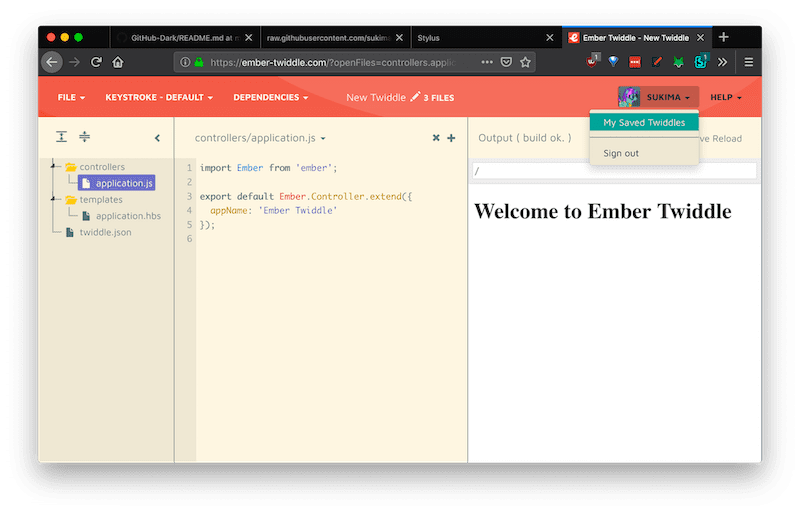 GitHub-Dark/README.md at m
raw.githubusercontent.com/sukima
Stylus
Ember Twiddle - New Twiddle
https://ember-twiddle.com/?openFiles=controllers.applic
FILE
KEYSTROKE - DEFAULT
DEPENDENCIES
New Twiddle
3 FILES
SUKIMA
HELP
My Saved Twiddles
Sign out
controllers/application.js
Output ( build ok. )
ve Reload
controllers
application.js
templates
application.hbs
twiddle.json
1 import Ember from 'ember';
2
3 export default Ember.Controller.extend({
4 appName: 'Ember Twiddle'
5 });
6
/
Welcome to Ember Twiddle